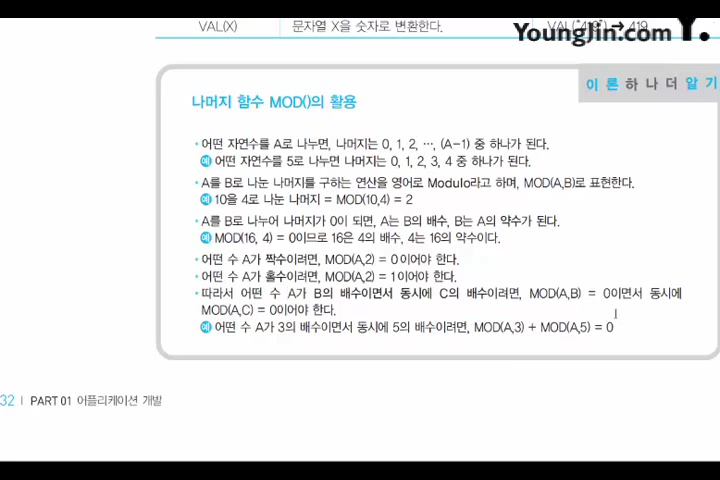 VAL(X) 문자열 X을 숫자로 변환한다. VAL("419") → 419
YoungJin.com Y.
이론하나더알기
나머지 함수 MOD()의 활용
• 어떤 자연수를 A로 나누면, 나머지는 0, 1, 2, …, (A-1) 중 하나가 된다.
예 어떤 자연수를 5로 나누면 나머지는 0, 1, 2, 3, 4 중 하나가 된다.
• A를 B로 나눈 나머지를 구하는 연산을 영어로 Modulo라고 하며, MOD(A,B)로 표현한다.
예 10을 4로 나눈 나머지 = MOD(10,4) = 2
• A를 B로 나누어 나머지가 0이 되면, A는 B의 배수, B는 A의 약수가 된다.
예 MOD(16, 4) = 0이므로 16은 4의 배수, 4는 16의 약수이다.
• 어떤 수 A가 짝수이려면, MOD(A,2) = 0이어야 한다.
• 어떤 수 A가 홀수이려면, MOD(A,2) = 1이어야 한다.
• 따라서 어떤 수 A가 B의 배수이면서 동시에 C의 배수이려면, MOD(A,B) = 0이면서 동시에
MOD(A,C) = 0이어야 한다.
예 어떤 수 A가 3의 배수이면서 동시에 5의 배수이려면, MOD(A,3) + MOD(A,5) = 0
32 | PART 01 어플리케이션 개발